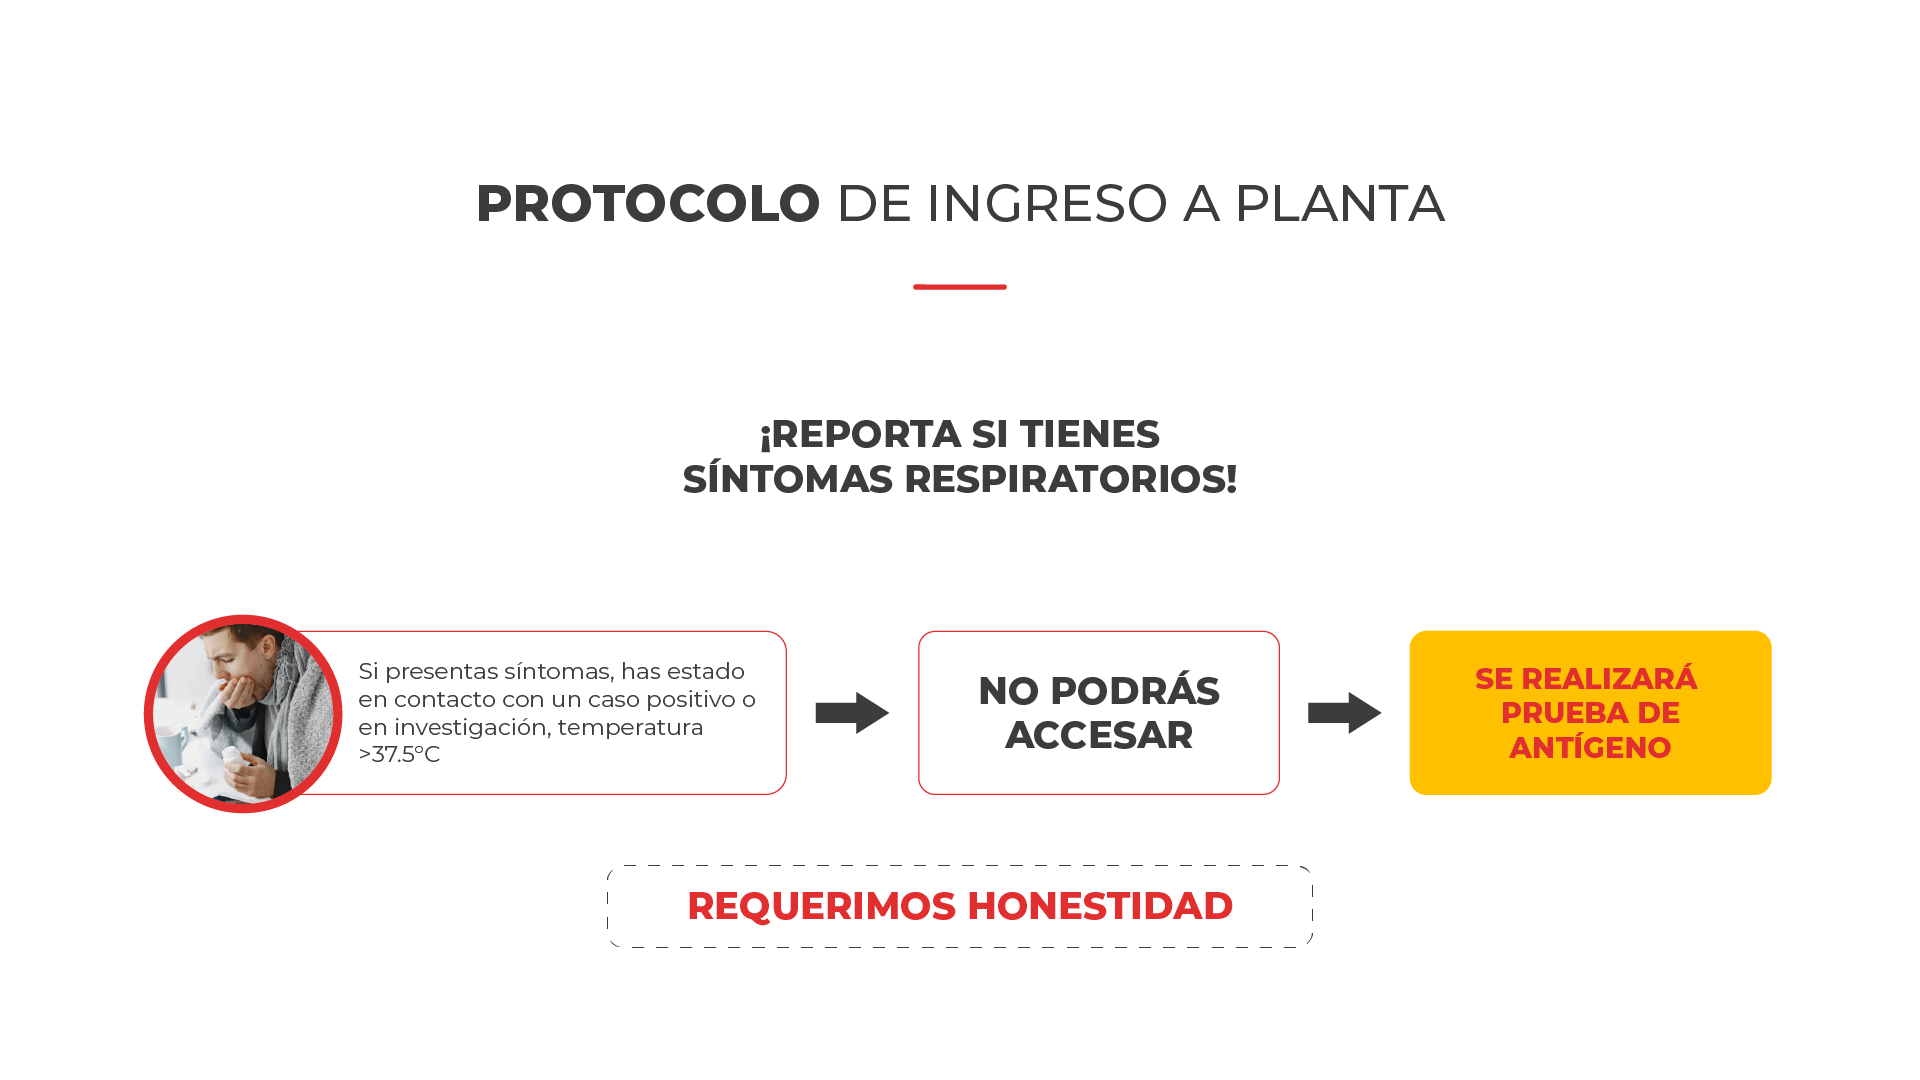 PROTOCOLO DE INGRESO A PLANTA
¡REPORTA SI TIENES
SÍNTOMAS RESPIRATORIOS!
Si presentas síntomas, has estado
en contacto con un caso positivo o
en investigación, temperatura
>37.5°C
NO PODRÁS
ACCESAR
SE REALIZARÁ
PRUEBA DE
ANTÍGENO
REQUERIMOS HONESTIDAD